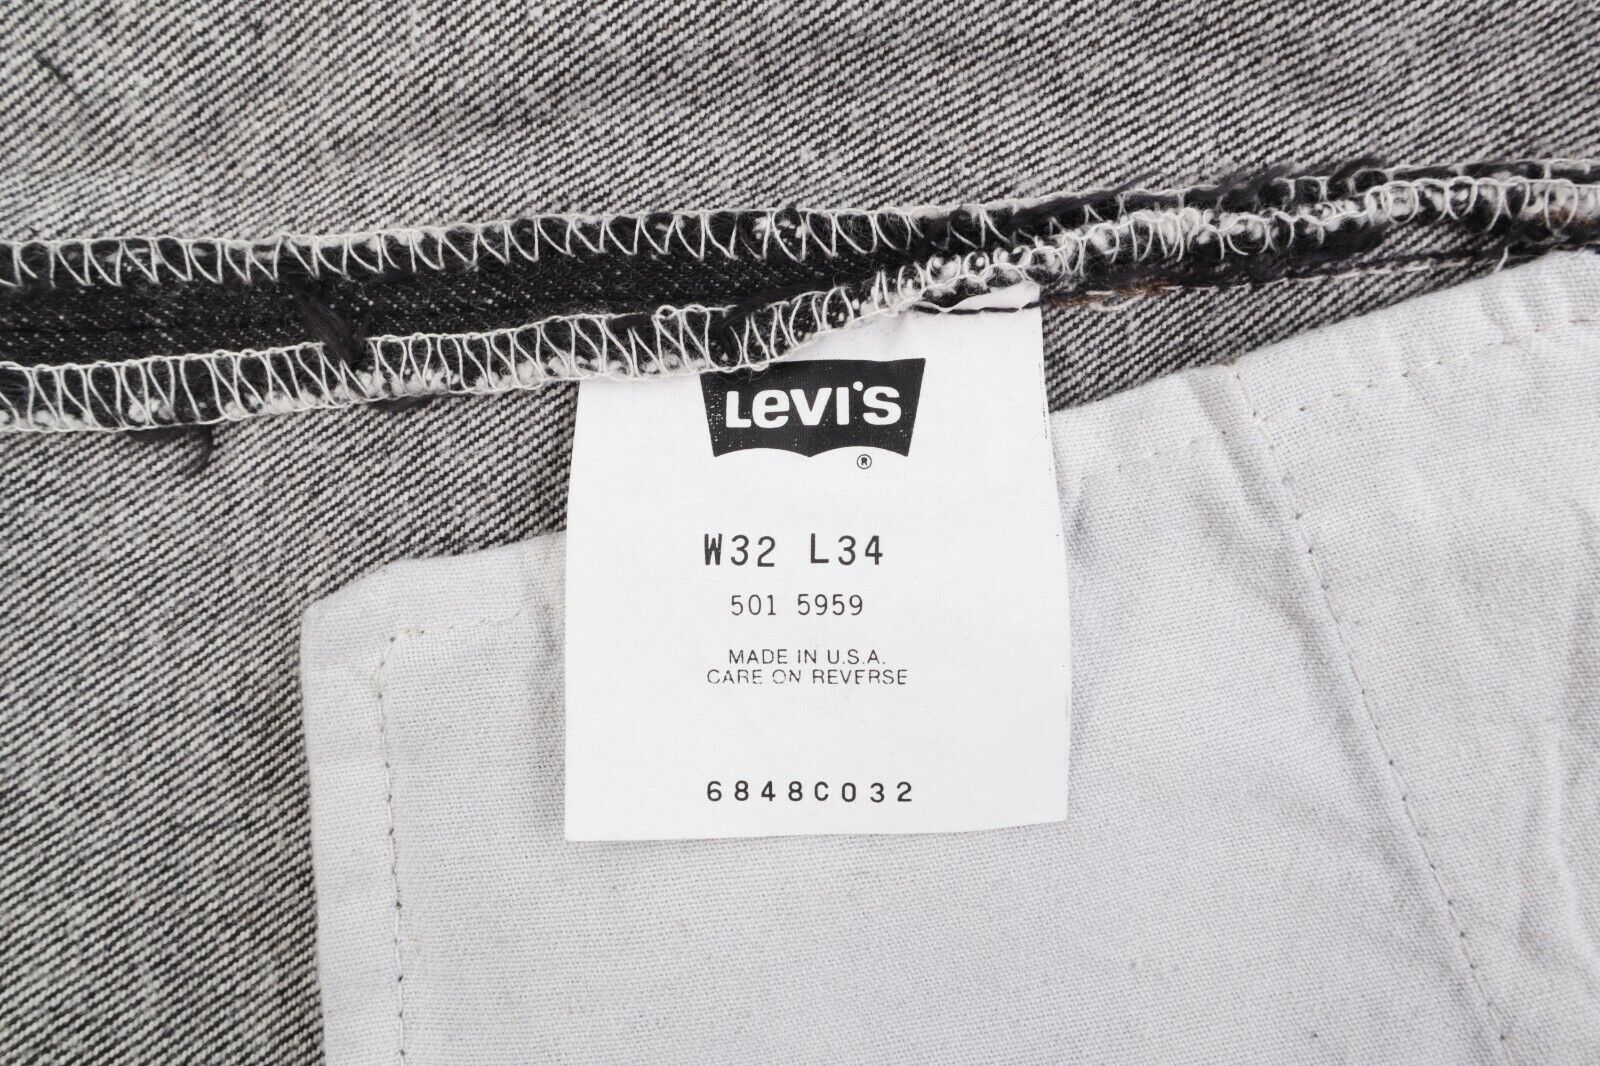 Levi's
®
W32 L34
501 5959
MADE IN U.S.A.
CARE ON REVERSE
6848C032